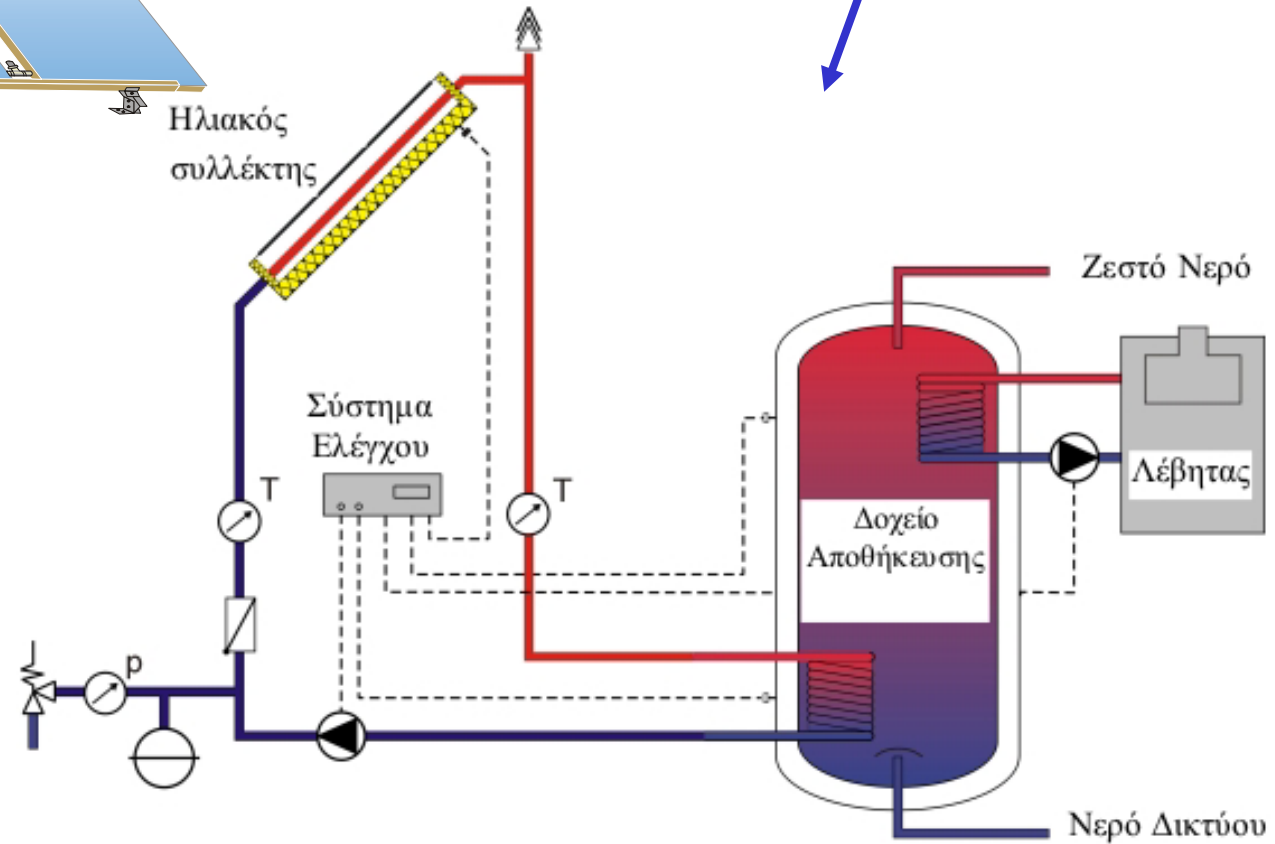 Ηλιακός
συλλέκτης
Ζεστό Νερό
Σύστημα
Ελέγχου
Λέβητας
T
T
Δοχείο
Αποθήκευσης
p
Νερό Δικτύου